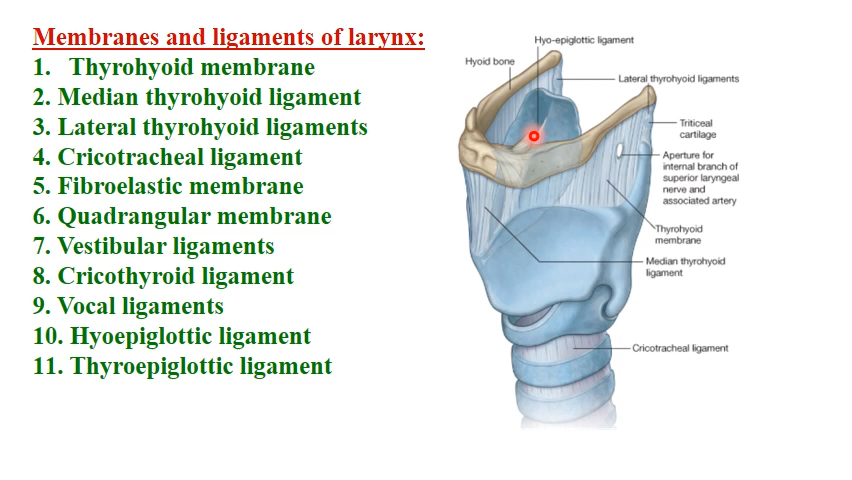 Membranes and ligaments of larynx:
1. Thyrohyoid membrane
2. Median thyrohyoid ligament
3. Lateral thyrohyoid ligaments
4. Cricotracheal ligament
5. Fibroelastic membrane
6. Quadrangular membrane
7. Vestibular ligaments
8. Cricothyroid ligament
9. Vocal ligaments
10. Hyoepiglottic ligament
11. Thyroepiglottic ligament
Hyo-epiglottic ligament
Hyoid bone
Lateral thyrohyoid ligaments
Triticeal
cartilage
Aperture for
internal branch of
superior laryngeal
nerve and
associated artery
Thyrohyoid
membrane
Median thyrohyoid
ligament
Cricotracheal ligament